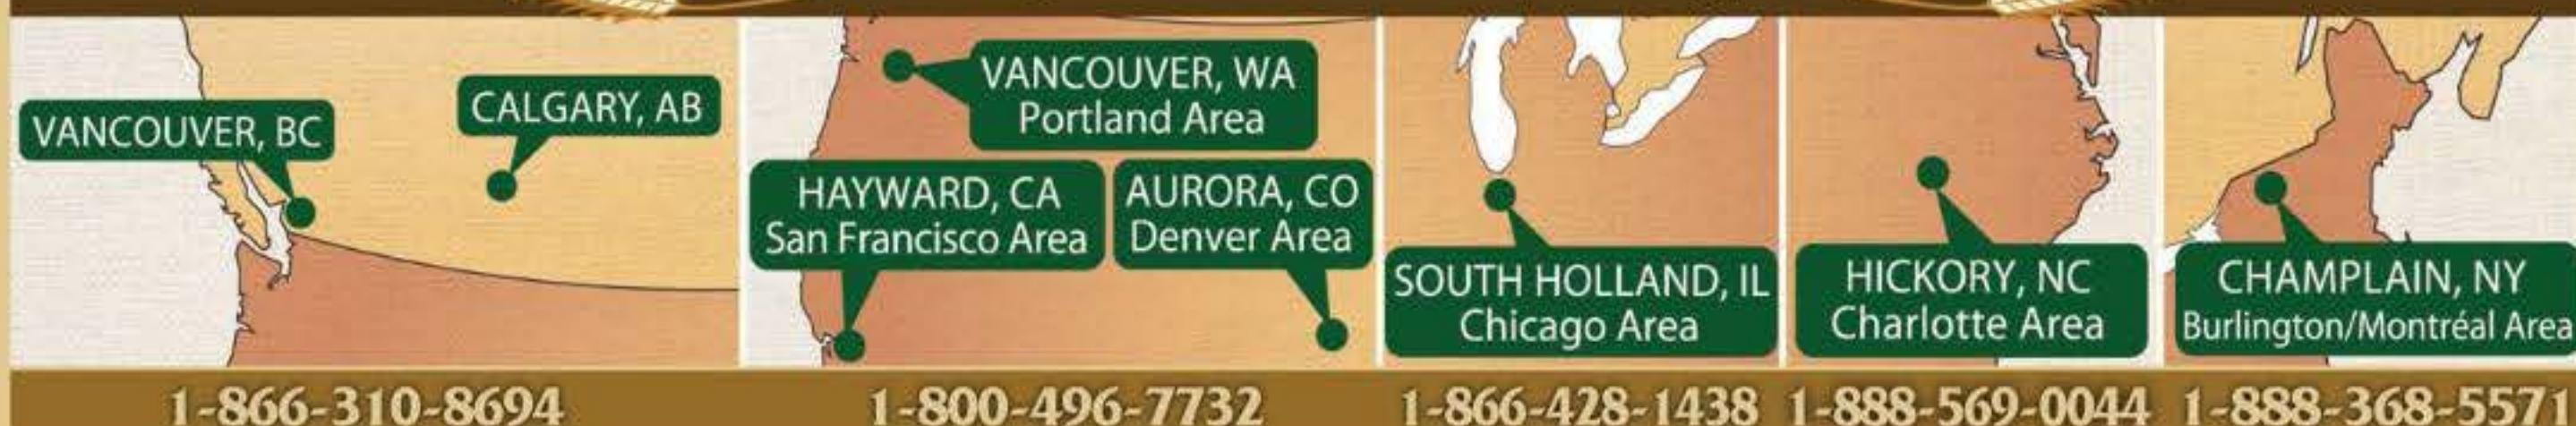 VANCOUVER, BC
CALGARY, AB
VANCOUVER, WA
Portland Area
HAYWARD, CA
San Francisco Area
AURORA, CO
Denver Area
SOUTH HOLLAND, IL
Chicago Area
HICKORY, NC
Charlotte Area
CHAMPLAIN, NY
Burlington/Montréal Area
1-866-310-8694
1-800-496-7732
1-866-428-1438
1-888-569-0044
1-888-368-5571